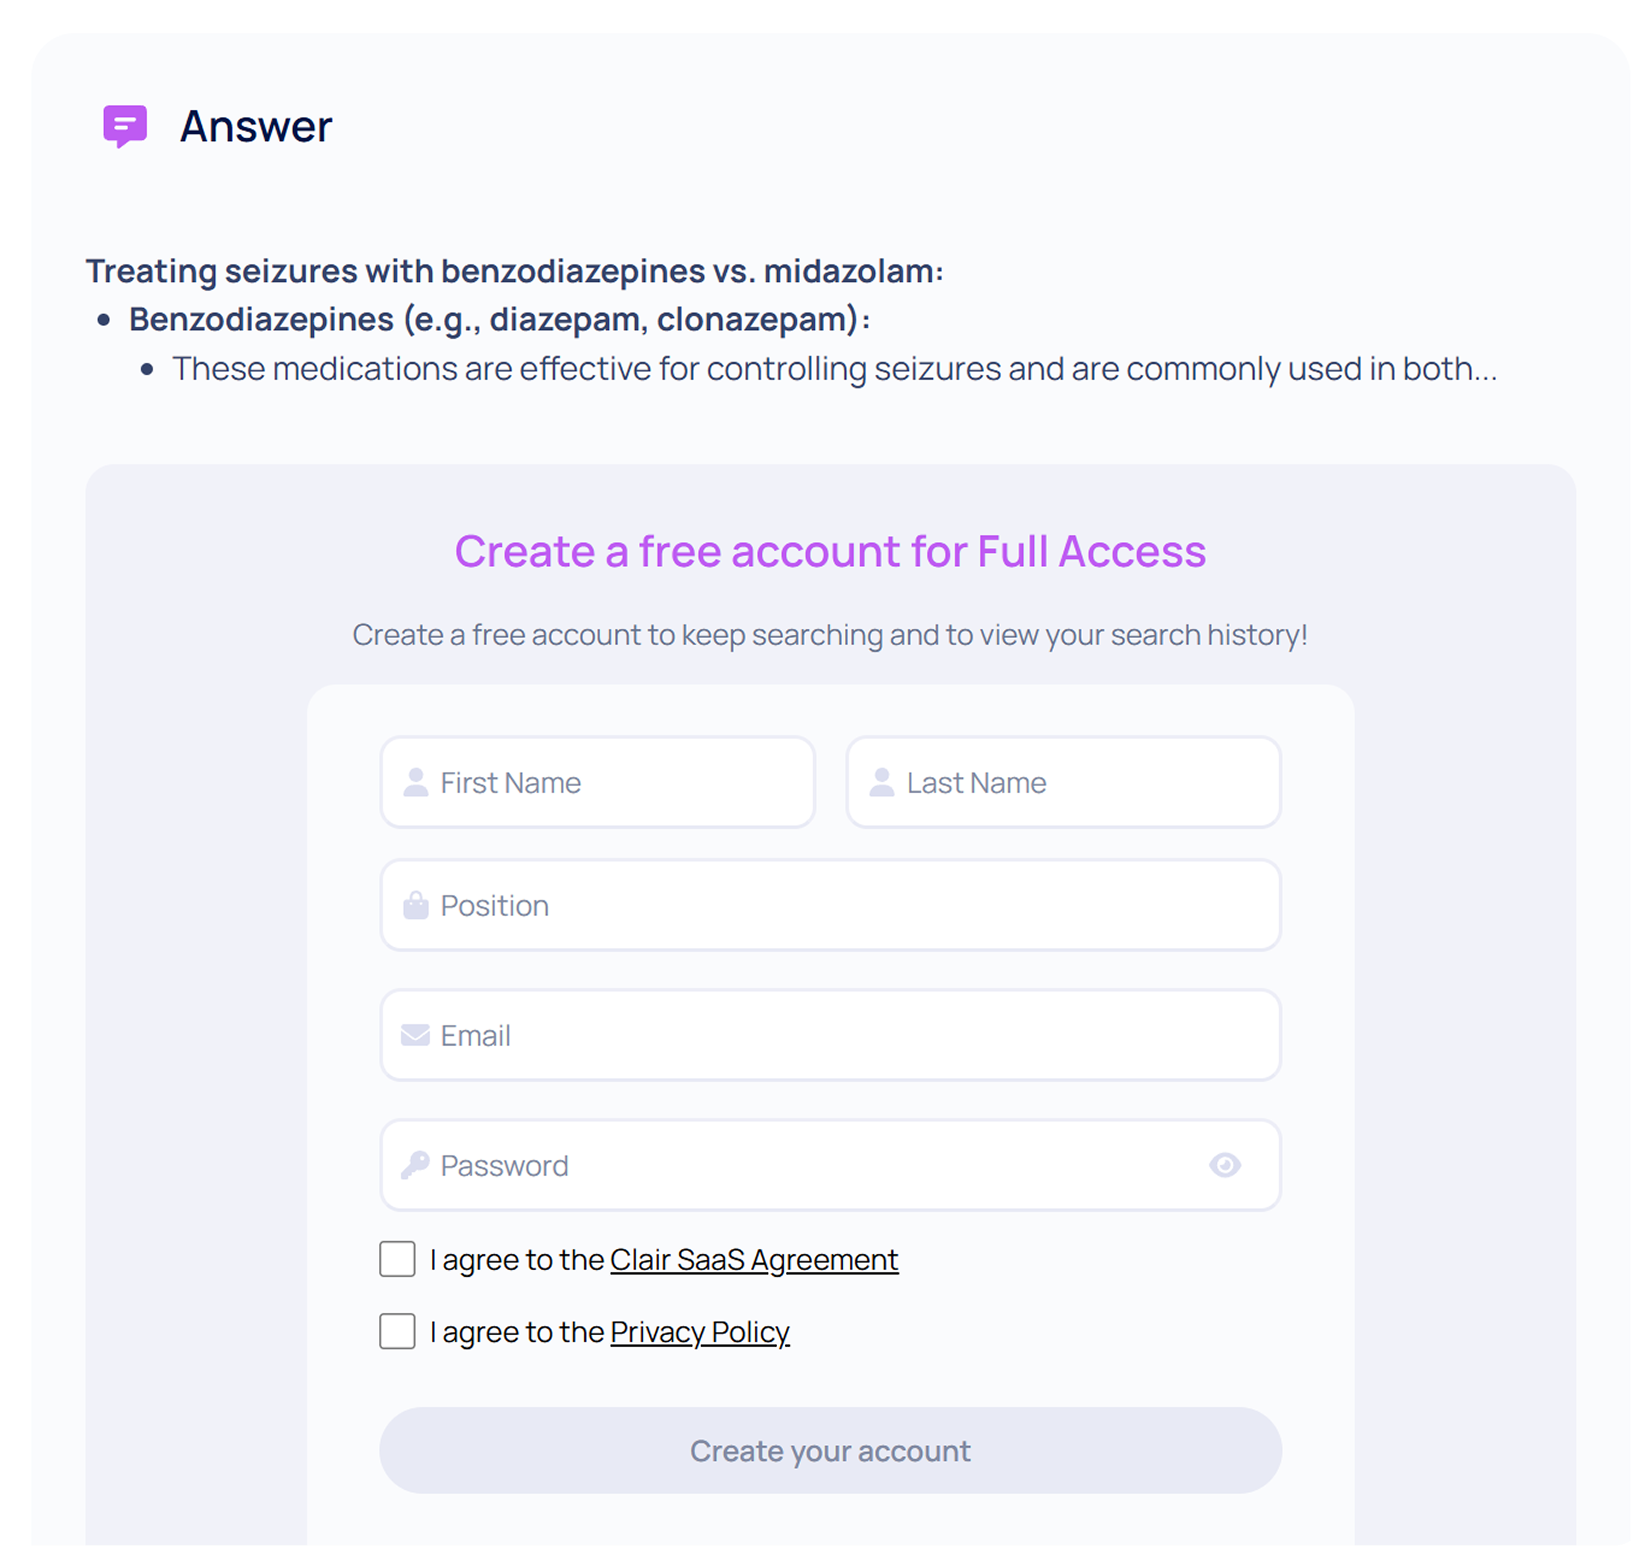 Answer
Treating seizures with benzodiazepines vs. midazolam:
• Benzodiazepines (e.g., diazepam, clonazepam):
• These medications are effective for controlling seizures and are commonly used in both...
Create a free account for Full Access
Create a free account to keep searching and to view your search history!
First Name
Last Name
Position
Email
Password
I agree to the Clair SaaS Agreement
I agree to the Privacy Policy
Create your account